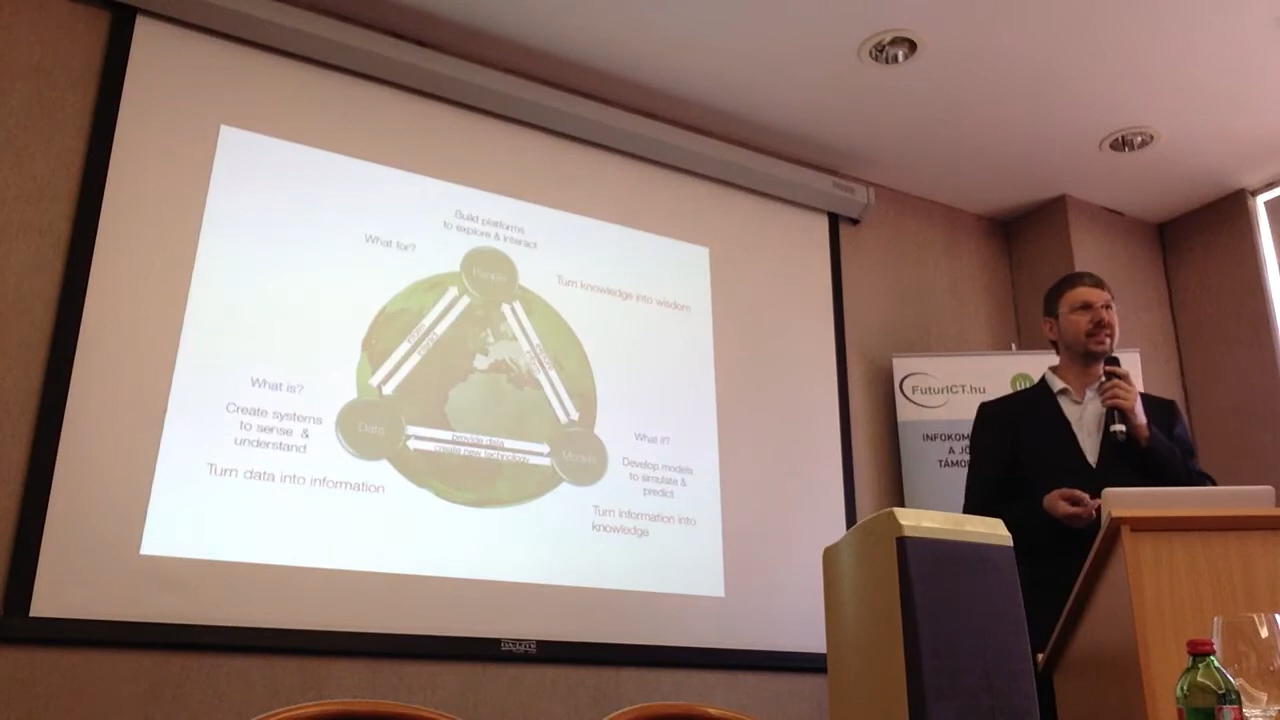 Build platforms
to explore & interact
What for?
People
Turn knowledge into wisdom
What is?
Create systems
to sense &
understand
Turn data into information
Data
provide data
create new technology
Models
What if?
Develop models
to simulate &
predict
Turn information into
knowledge
DA-LITE
FuturICT.hu
INFOKOM
A JÖ
TÁMO